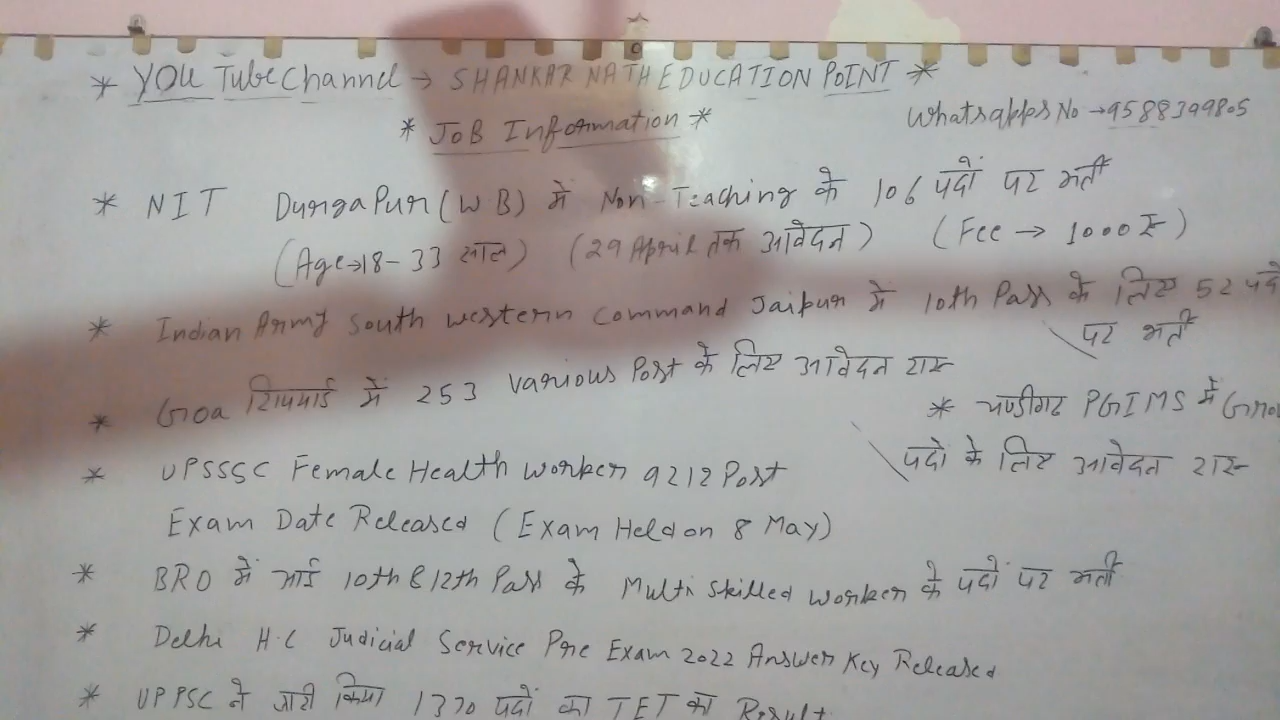 * YOU Tube Channel → SHANKAR NATH EDUCATION POINT *
Whatsapps No → 9588399805
* JOB Information *
* NIT Durgapur (W B) में Non-Teaching के 106 पदों पर भर्ती
(Age→18-33 साल) (29 April तक आवेदन) (Fee → 1000 रु)
* Indian Army South Western Command Jaipur में 10th Pass के लिए 52 पदों
पर भर्ती
* Goa शिपयार्ड में 253 various Post के लिए आवेदन शुरू
* चण्डीगढ PGIMS में
पदो के लिए आवेदन शुरू
* UPSSSC Female Health Worker 9212 Post
Exam Date Released (Exam Held on 8 May)
* BRO में आई 10th & 12th Pass के Multi Skilled Worker के पदों पर भर्ती
* Delhi H.C Judicial Service Pre Exam 2022 Answer Key Released
* UPPSC ने जारी किया 1370 पदों का TET का Result